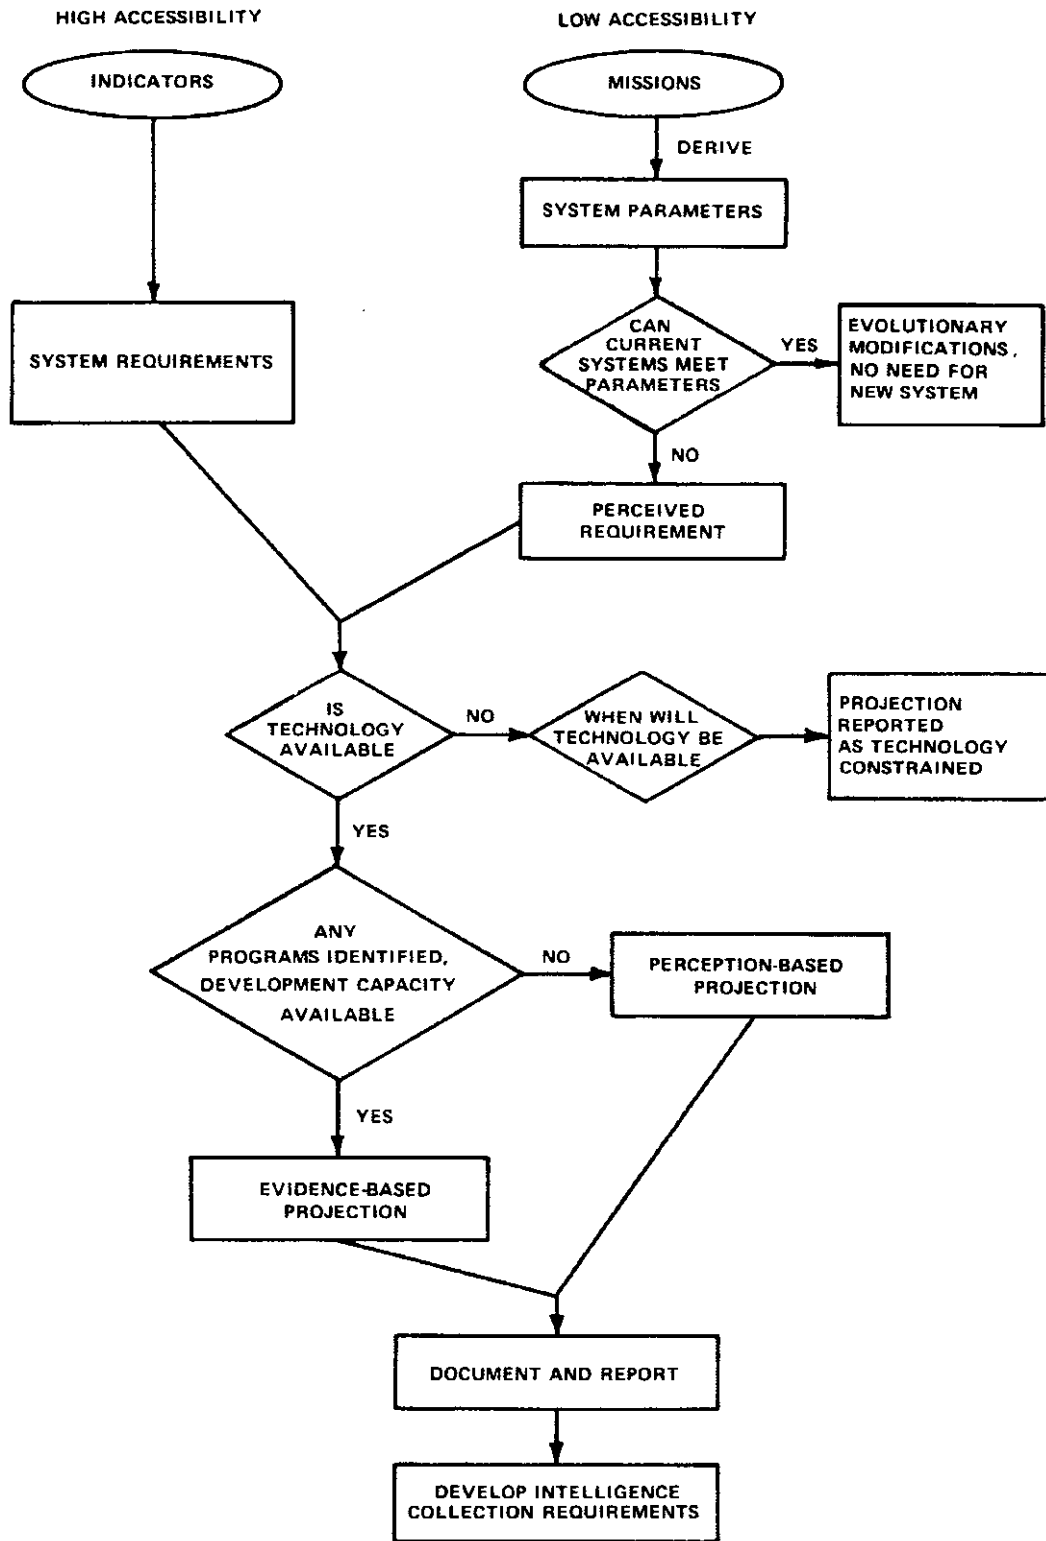 HIGH ACCESSIBILITY
LOW ACCESSIBILITY
INDICATORS
MISSIONS
DERIVE
SYSTEM PARAMETERS
SYSTEM REQUIREMENTS
CAN
CURRENT
SYSTEMS MEET
PARAMETERS
YES
EVOLUTIONARY
MODIFICATIONS,
NO NEED FOR
NEW SYSTEM
NO
PERCEIVED
REQUIREMENT
IS
TECHNOLOGY
AVAILABLE
NO
WHEN WILL
TECHNOLOGY BE
AVAILABLE
PROJECTION
REPORTED
AS TECHNOLOGY
CONSTRAINED
YES
ANY
PROGRAMS IDENTIFIED,
DEVELOPMENT CAPACITY
AVAILABLE
NO
PERCEPTION-BASED
PROJECTION
YES
EVIDENCE-BASED
PROJECTION
DOCUMENT AND REPORT
DEVELOP INTELLIGENCE
COLLECTION REQUIREMENTS